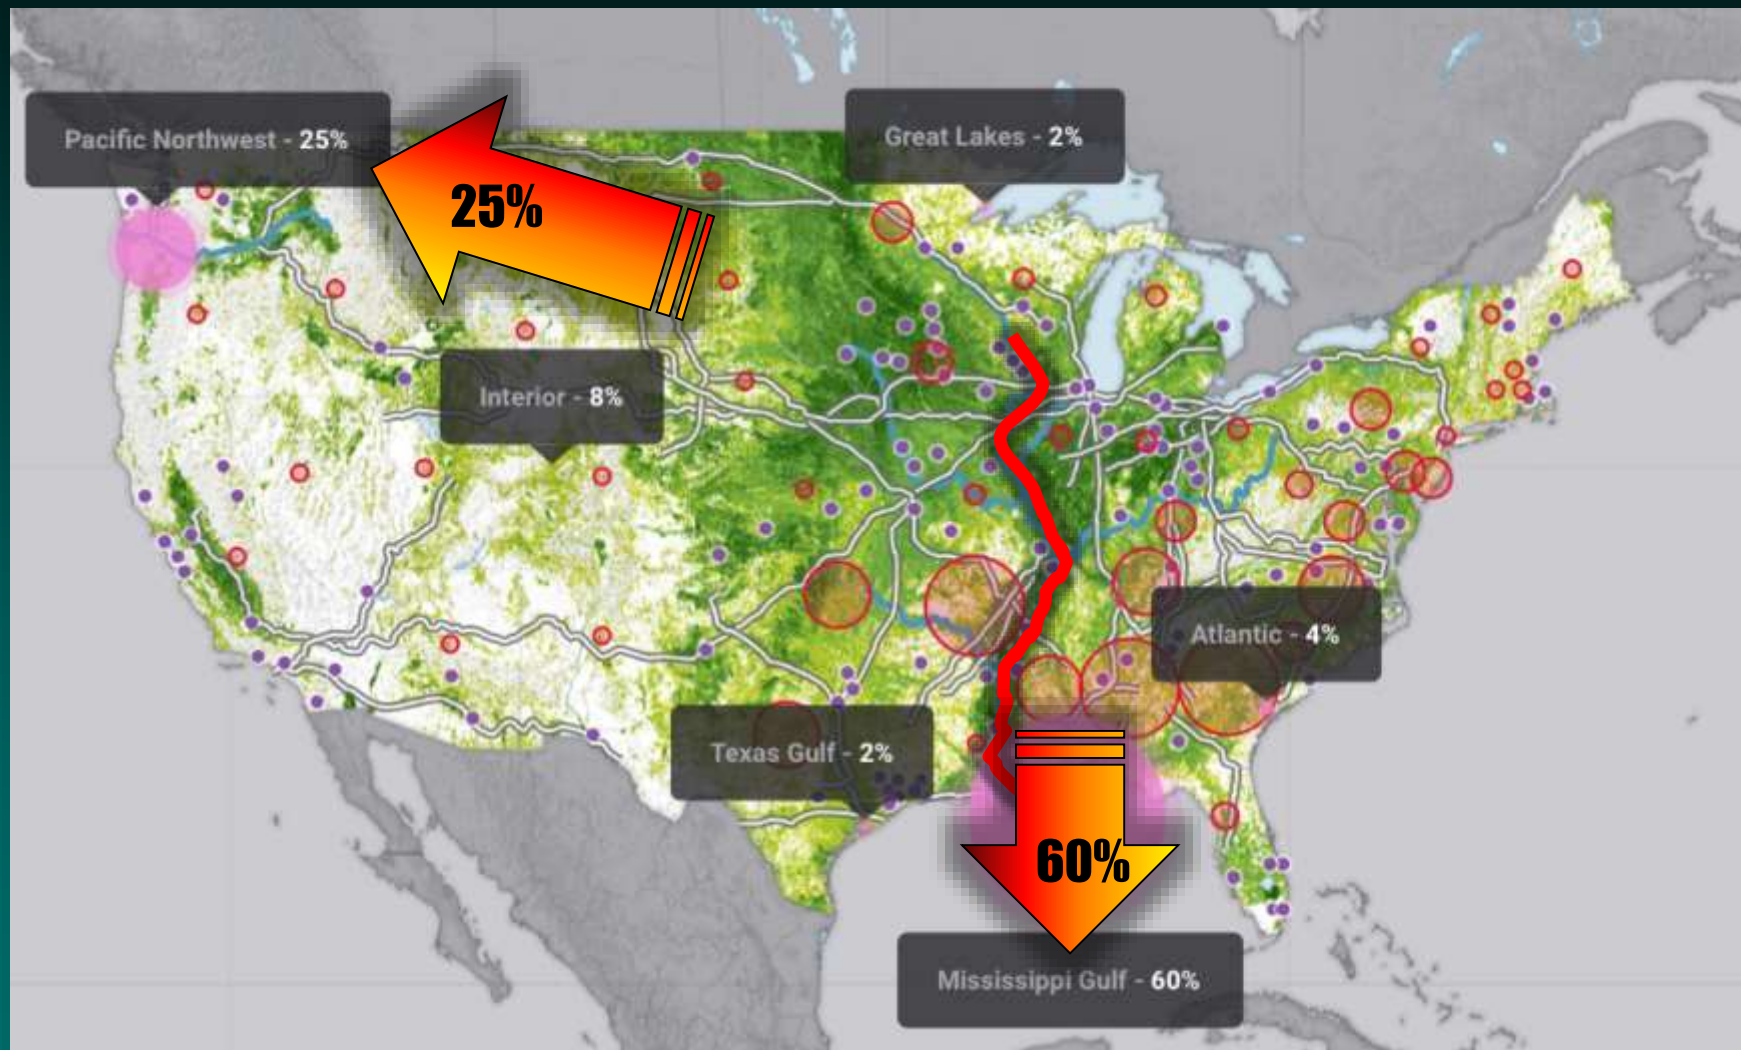 Pacific Northwest - 25%
Great Lakes - 2%
25%
Interior - 8%
Atlantic - 4%
Texas Gulf - 2%
60%
Mississippi Gulf - 60%